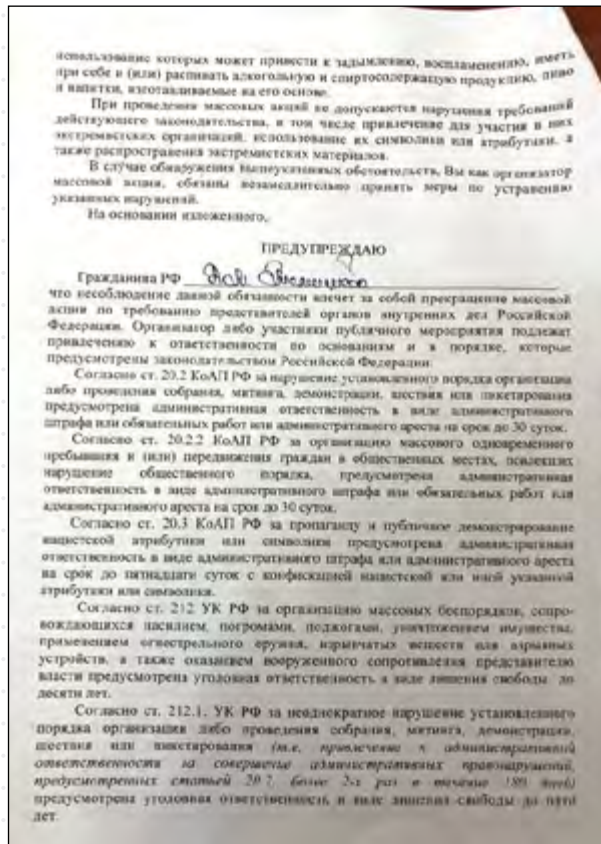 использование которых может привести к задымлению, воспламенению, иметь
при себе и (или) распивать алкогольную и спиртосодержащую продукцию, пиво
и напитки, изготавливаемые на его основе.
При проведении массовых акций не допускаются нарушения требований
действующего законодательства, в том числе привлечение для участия в них
экстремистских организаций, использование их символики или атрибутики, а
также распространения экстремистских материалов.
В случае обнаружения вышеуказанных обстоятельств, Вы как организатор
массовой акции, обязаны незамедлительно принять меры по устранению
указанных нарушений.
На основании изложенного,
ПРЕДУПРЕЖДАЮ
Гражданина РФ
что несоблюдение данной обязанности влечет за собой прекращение массовой
акции по требованию представителей органов внутренних дел Российской
Федерации. Организатор либо участники публичного мероприятия подлежат
привлечению к ответственности по основаниям и в порядке, которые
предусмотрены законодательством Российской Федерации.
Согласно ст. 20.2 КоАП РФ за нарушение установленного порядка организации
либо проведения собрания, митинга, демонстрации, шествия или пикетирования
предусмотрена административная ответственность в виде административного
штрафа или обязательных работ или административного ареста на срок до 30 суток.
Согласно ст. 20.2.2 КоАП РФ за организацию массового одновременного
пребывания и (или) передвижения граждан в общественных местах, повлекших
нарушение общественного порядка, предусмотрена административная
ответственность в виде административного штрафа или обязательных работ или
административного ареста на срок до 30 суток.
Согласно ст. 20.3 КоАП РФ за пропаганду и публичное демонстрирование
нацистской атрибутики или символики предусмотрена административная
ответственность в виде административного штрафа или административного ареста
на срок до пятнадцати суток с конфискацией нацистской или иной указанной
атрибутики или символики.
Согласно ст. 212 УК РФ за организацию массовых беспорядков, сопро-
вождающихся насилием, погромами, поджогами, уничтожением имущества,
применением огнестрельного оружия, взрывчатых веществ или взрывных
устройств, а также оказанием вооруженного сопротивления представителю
власти предусмотрена уголовная ответственность в виде лишения свободы до
десяти лет.
Согласно ст. 212.1. УК РФ за неоднократное нарушение установленного
порядка организации либо проведения собрания, митинга, демонстрации,
шествия или пикетирования (т.е. привлечение к административной
ответственности за совершение административных правонарушений,
предусмотренных статьей 20.2, более 2-х раз в течение 180 дней)
предусмотрена уголовная ответственность в виде лишения свободы до пяти
лет.